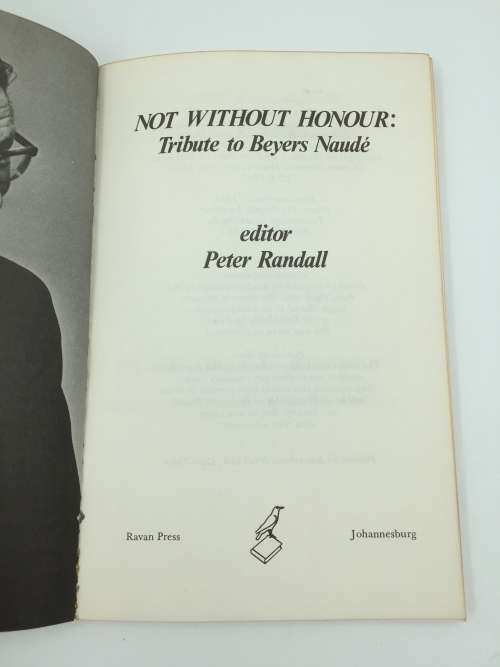 NOT WITHOUT HONOUR:
Tribute to Beyers Naudé
editor
Peter Randall
Ravan Press
Johannesburg